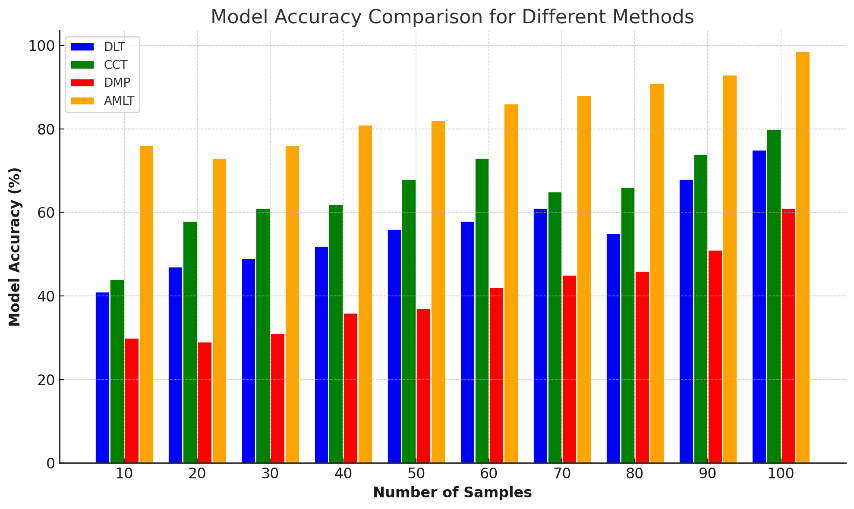 Model Accuracy Comparison for Different Methods
DLT
CCT
DMP
AMLT
Model Accuracy (%)
100
80
60
40
20
0
10 20 30 40 50 60 70 80 90 100
Number of Samples